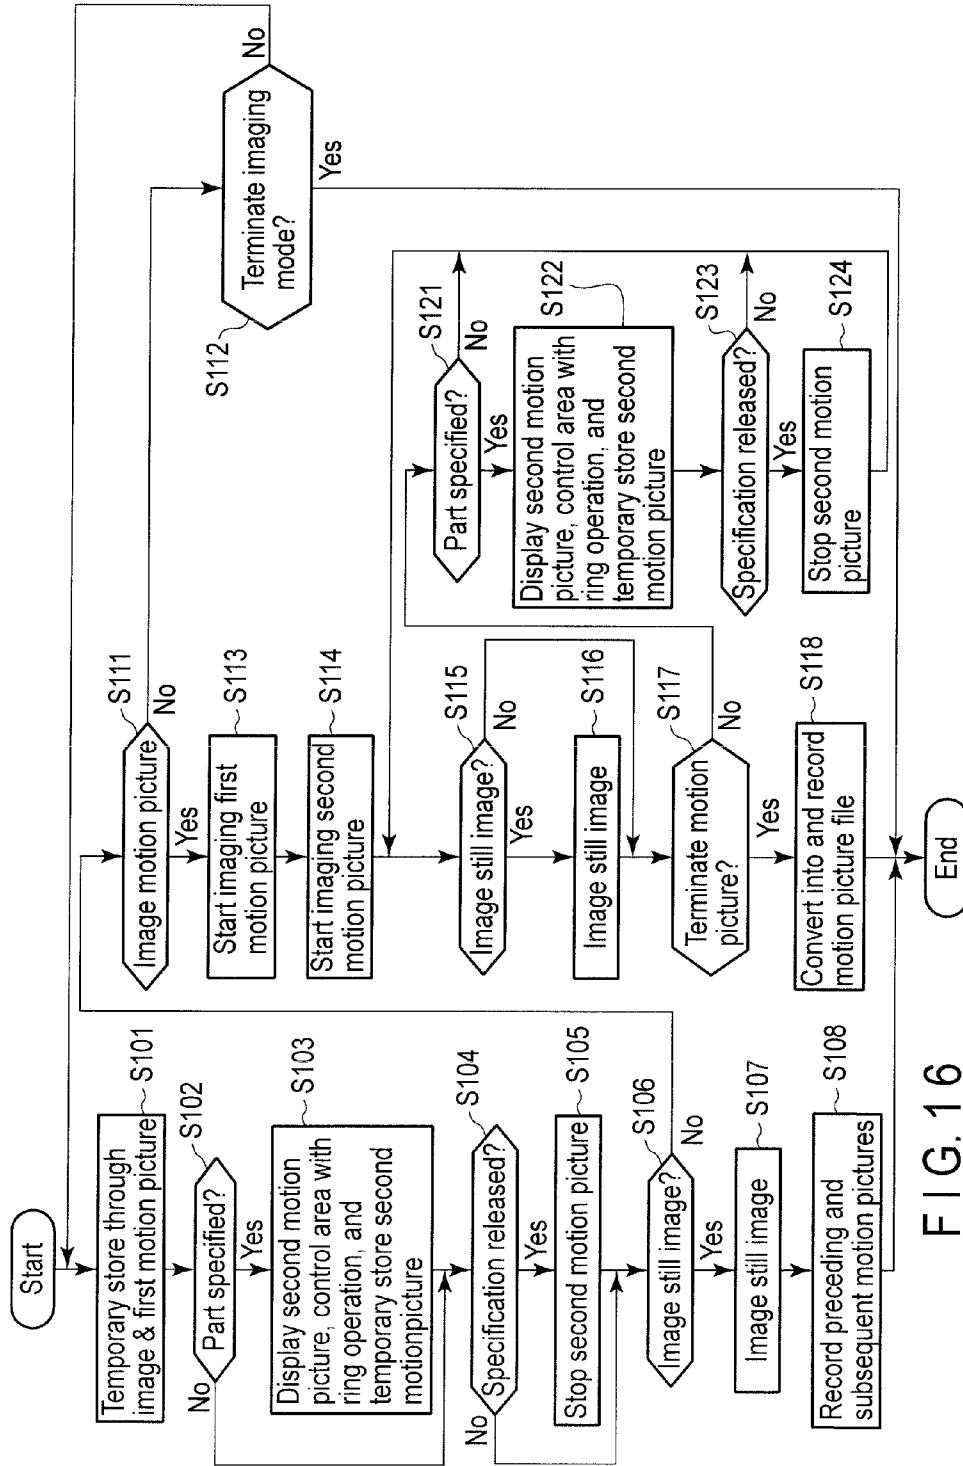 Start
Temporary store through
image & first motion picture
S101
Part specified?
S102
No
Yes
Display second motion
picture, control area with
ring operation, and
temporary store second
motionpicture
S103
Specification released?
S104
No
Yes
Stop second motion picture
S105
Image still image?
S106
No
Yes
Image still image
S107
Record preceding and
subsequent motion pictures
S108
Image motion picture
S111
No
Yes
Start imaging first
motion picture
S113
Start imaging second
motion picture
S114
Image still image?
S115
No
Yes
Image still image
S116
Terminate motion
picture?
S117
No
Yes
Convert into and record
motion picture file
S118
End
Terminate imaging
mode?
S112
No
Yes
Part specified?
S121
No
Yes
Display second motion
picture, control area with
ring operation, and
temporary store second
motion picture
S122
Specification released?
S123
No
Yes
Stop second motion
picture
S124
FIG.16